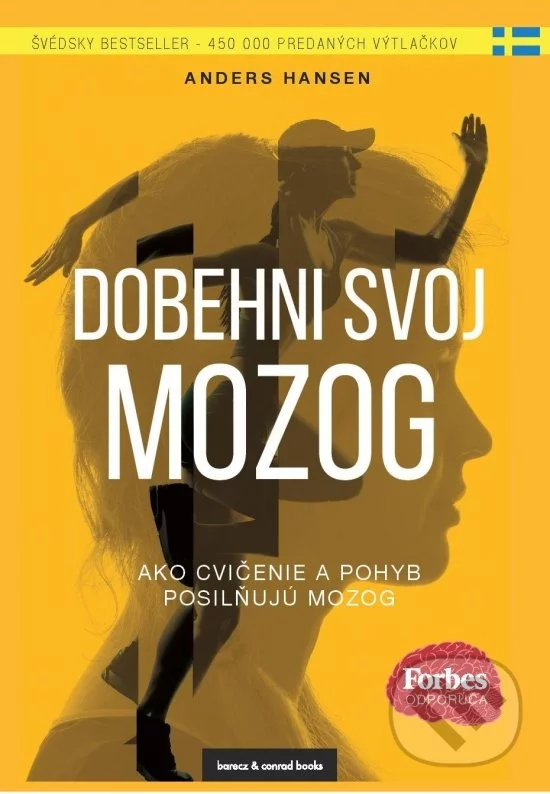 ŠVÉDSKY BESTSELLER - 450 000 PREDANÝCH VÝTLAČKOV
ANDERS HANSEN
DOBEHNI SVOJ
MOZOG
AKO CVIČENIE A POHYB
POSILŇUJÚ MOZOG
Forbes
ODPORÚČA
barecz & conrad books